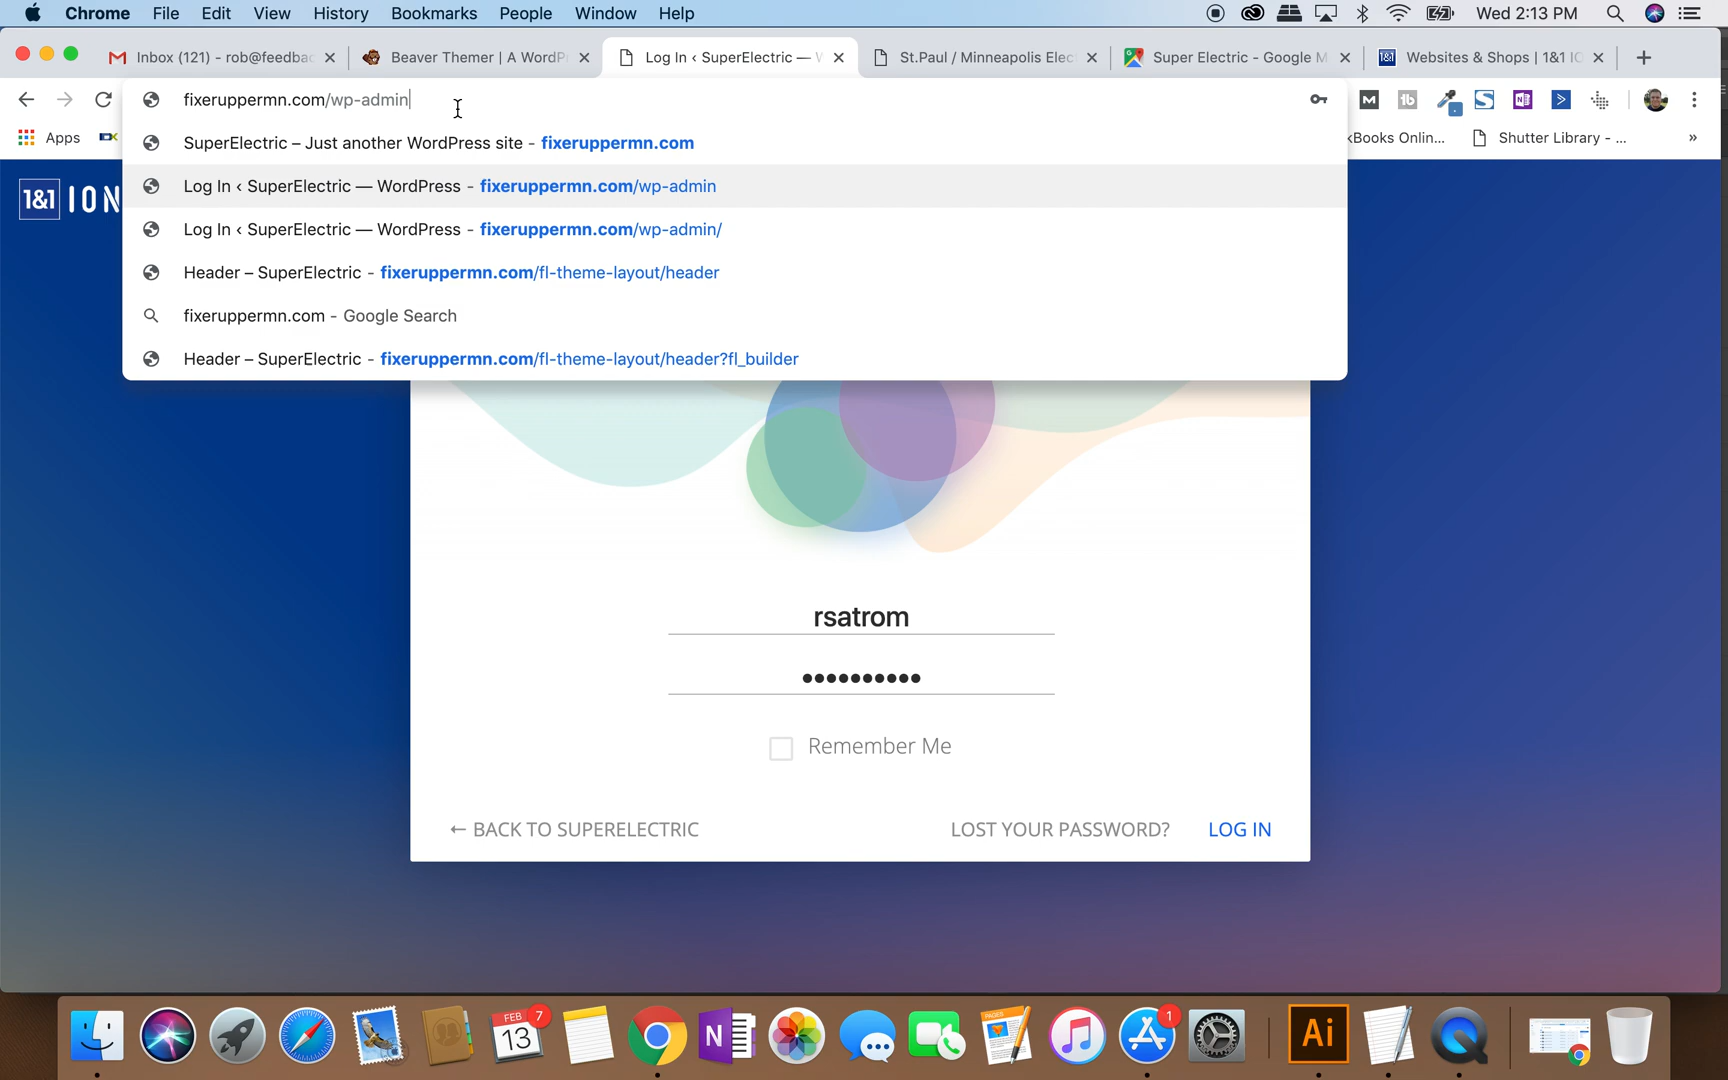 Chrome File Edit View History Bookmarks People Window Help Wed 2:13 PM
Inbox (121) - rob@feedbac Beaver Themer | A WordP Log In ‹ SuperElectric — W St.Paul / Minneapolis Elec Super Electric - Google M 1&1 Websites & Shops | 1&1 IO
fixeruppermn.com/wp-admin
Apps kBooks Online... Shutter Library - ... »
SuperElectric – Just another WordPress site - fixeruppermn.com
Log In ‹ SuperElectric — WordPress - fixeruppermn.com/wp-admin
Log In ‹ SuperElectric — WordPress - fixeruppermn.com/wp-admin/
Header – SuperElectric - fixeruppermn.com/fl-theme-layout/header
fixeruppermn.com - Google Search
Header – SuperElectric - fixeruppermn.com/fl-theme-layout/header?fl_builder
1&1 ION
rsatrom
••••••••••
Remember Me
← BACK TO SUPERELECTRIC LOST YOUR PASSWORD? LOG IN
FEB 7 13 N 1 Ai